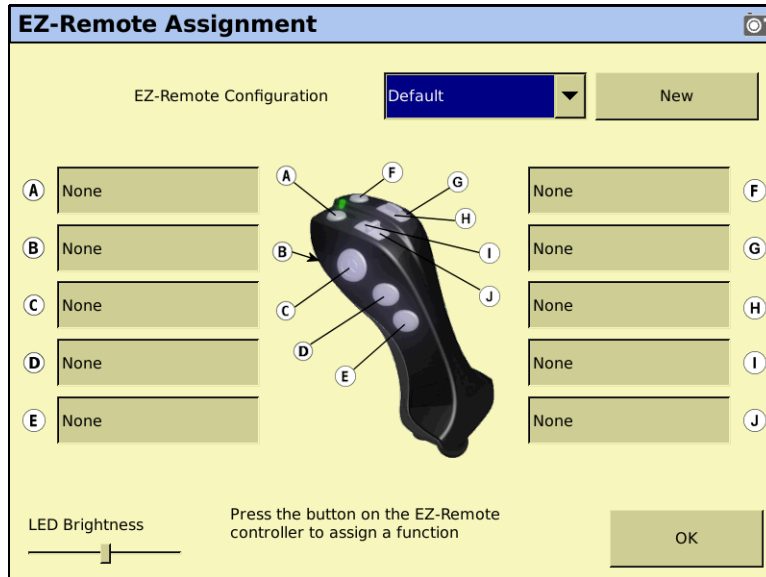 EZ-Remote Assignment
EZ-Remote Configuration
Default
New
A
None
B
None
C
None
D
None
E
None
A
F
G
H
B
I
C
J
D
E
None
F
None
G
None
H
None
I
None
J
LED Brightness
Press the button on the EZ-Remote
controller to assign a function
OK